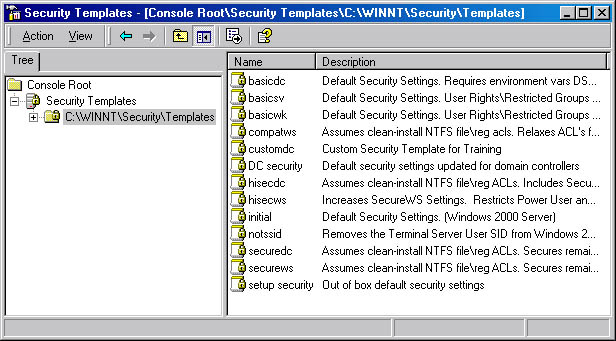 Security Templates - [Console Root\Security Templates\C:\WINNT\Security\Templates]
Action View
Tree
Console Root
Security Templates
C:\WINNT\Security\Templates
Name Description
basicdc Default Security Settings. Requires environment vars DS...
basicsv Default Security Settings. User Rights\Restricted Groups ...
basicwk Default Security Settings. User Rights\Restricted Groups ...
compatws Assumes clean-install NTFS file\reg acls. Relaxes ACL's f...
customdc Custom Security Template for Training
DC security Default security settings updated for domain controllers
hisecdc Assumes clean-install NTFS file\reg ACLs. Includes Secu...
hisecws Increases SecureWS Settings. Restricts Power User an...
initial Default Security Settings. (Windows 2000 Server)
notssid Removes the Terminal Server User SID from Windows 2...
securedc Assumes clean-install NTFS file\reg ACLs. Secures remai...
securews Assumes clean-install NTFS file\reg ACLs. Secures remai...
setup security Out of box default security settings